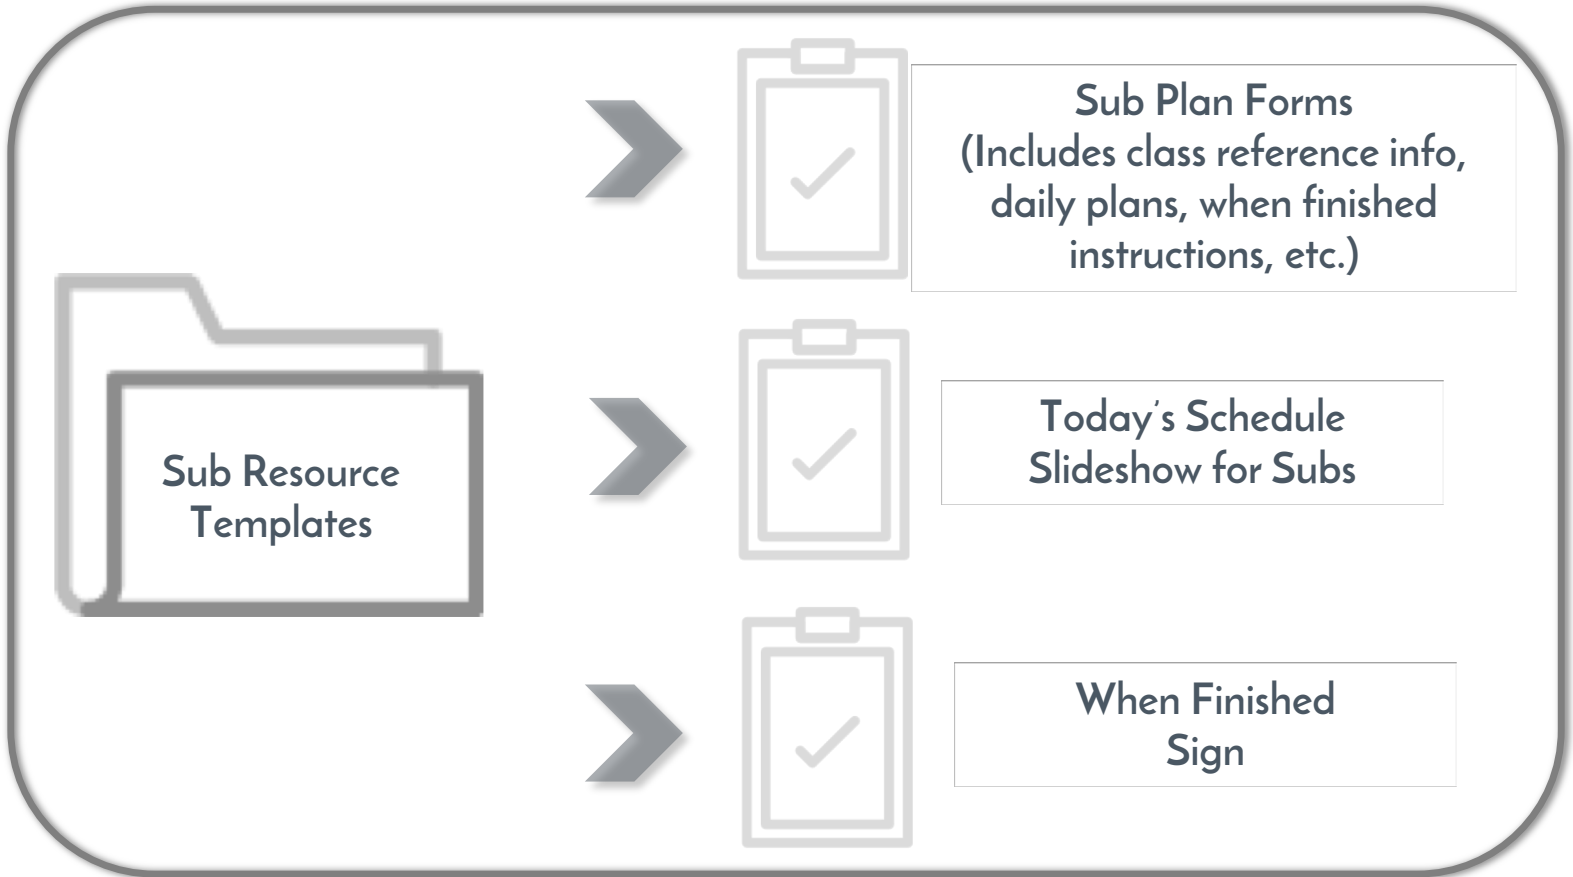 Sub Resource
Templates
Sub Plan Forms
(Includes class reference info,
daily plans, when finished
instructions, etc.)
Today's Schedule
Slideshow for Subs
When Finished
Sign